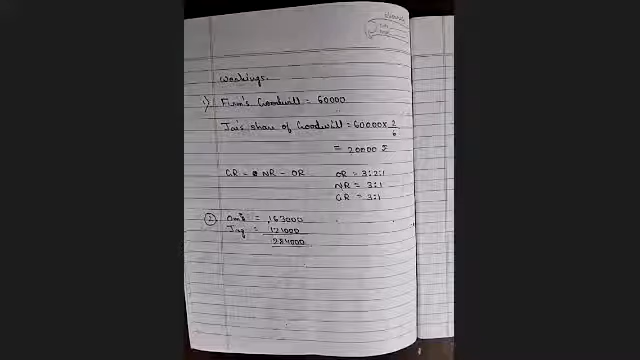 Workings.
1) Firm's Goodwill = 60000
Jai's share of Goodwill = 60000 x 2/6
= 20000 Σ
GR = NR - OR OR = 3:2:1
NR = 3:1
GR = 3:1
2 Om's = 163000
Jag = 121000
284000